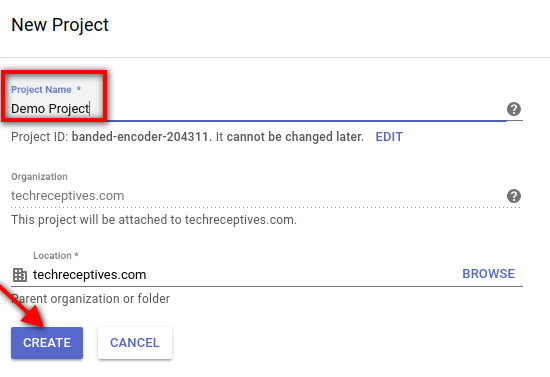 New Project
Project Name *
Demo Project
Project ID: banded-encoder-204311. It cannot be changed later. EDIT
Organization
techreceptives.com
This project will be attached to techreceptives.com.
Location *
techreceptives.com BROWSE
Parent organization or folder
CREATE CANCEL